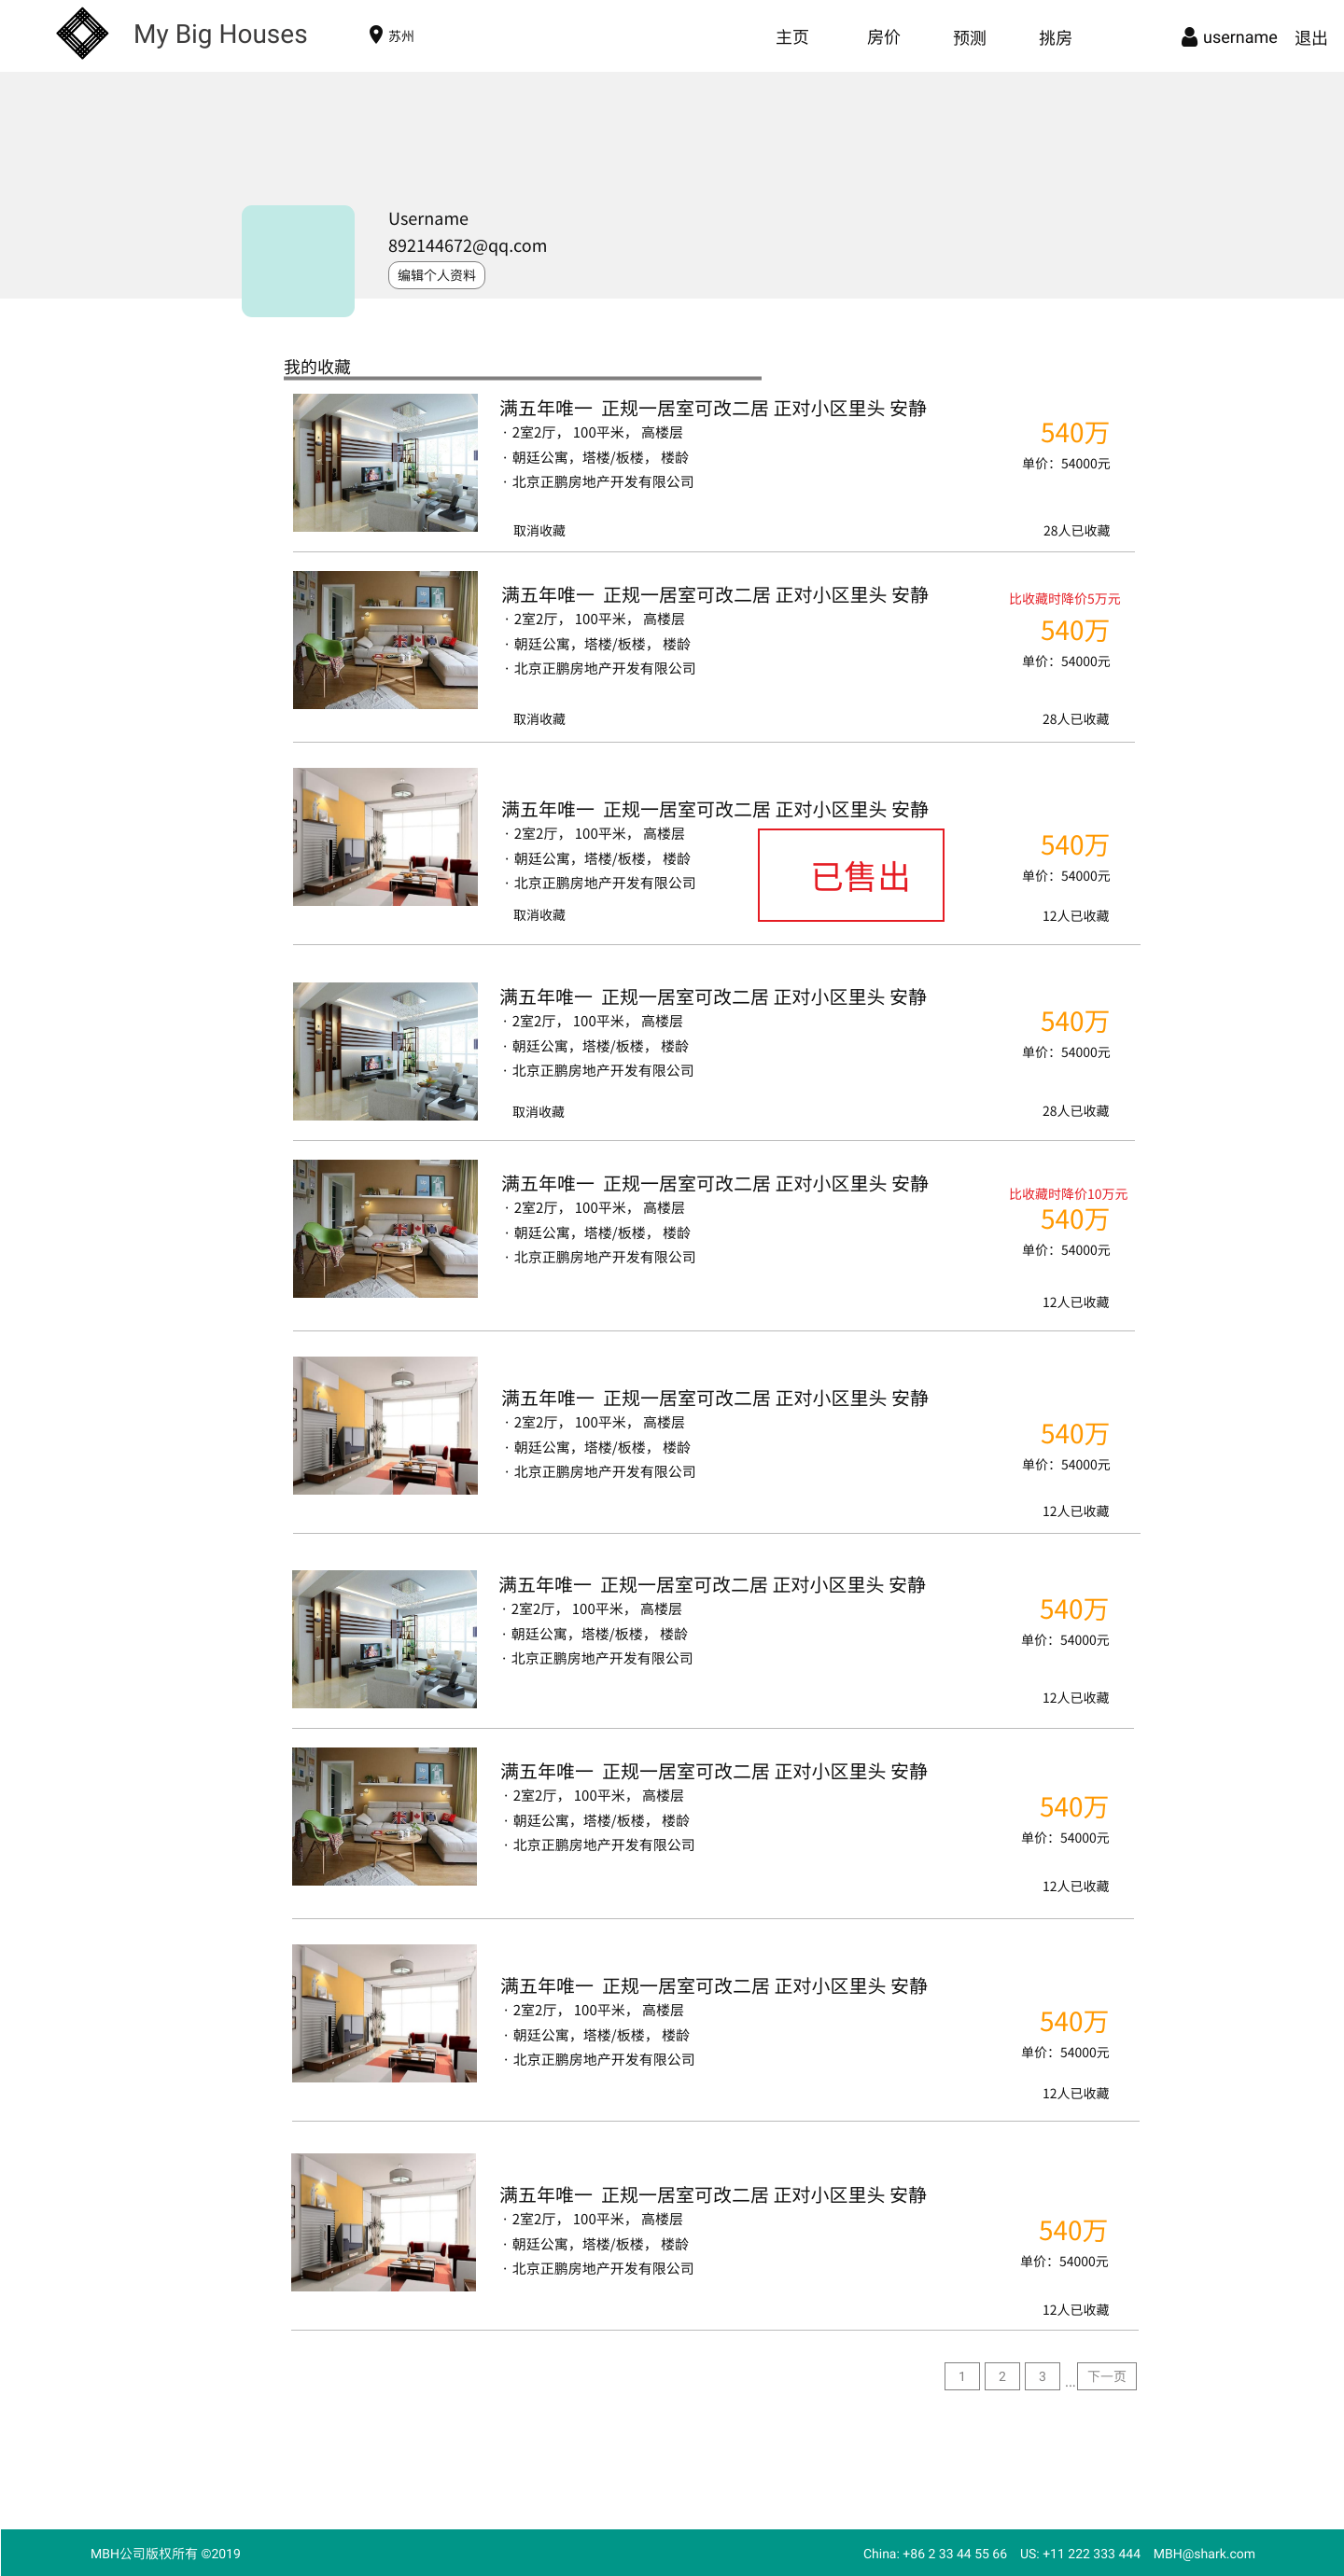 My Big Houses 苏州 主页 房价 预测 挑房 username 退出
Username
892144672@qq.com
编辑个人资料
我的收藏
满五年唯一 正规一居室可改二居 正对小区里头 安静
· 2室2厅， 100平米， 高楼层
540万
· 朝廷公寓，塔楼/板楼， 楼龄
单价：54000元
· 北京正鹏房地产开发有限公司
取消收藏
28人已收藏
满五年唯一 正规一居室可改二居 正对小区里头 安静
比收藏时降价5万元
· 2室2厅， 100平米， 高楼层
540万
· 朝廷公寓，塔楼/板楼， 楼龄
单价：54000元
· 北京正鹏房地产开发有限公司
取消收藏
28人已收藏
满五年唯一 正规一居室可改二居 正对小区里头 安静
· 2室2厅， 100平米， 高楼层
540万
· 朝廷公寓，塔楼/板楼， 楼龄
已售出
单价：54000元
· 北京正鹏房地产开发有限公司
取消收藏
12人已收藏
满五年唯一 正规一居室可改二居 正对小区里头 安静
· 2室2厅， 100平米， 高楼层
540万
· 朝廷公寓，塔楼/板楼， 楼龄
单价：54000元
· 北京正鹏房地产开发有限公司
取消收藏
28人已收藏
满五年唯一 正规一居室可改二居 正对小区里头 安静
比收藏时降价10万元
· 2室2厅， 100平米， 高楼层
540万
· 朝廷公寓，塔楼/板楼， 楼龄
单价：54000元
· 北京正鹏房地产开发有限公司
12人已收藏
满五年唯一 正规一居室可改二居 正对小区里头 安静
· 2室2厅， 100平米， 高楼层
540万
· 朝廷公寓，塔楼/板楼， 楼龄
单价：54000元
· 北京正鹏房地产开发有限公司
12人已收藏
满五年唯一 正规一居室可改二居 正对小区里头 安静
· 2室2厅， 100平米， 高楼层
540万
· 朝廷公寓，塔楼/板楼， 楼龄
单价：54000元
· 北京正鹏房地产开发有限公司
12人已收藏
满五年唯一 正规一居室可改二居 正对小区里头 安静
· 2室2厅， 100平米， 高楼层
540万
· 朝廷公寓，塔楼/板楼， 楼龄
单价：54000元
· 北京正鹏房地产开发有限公司
12人已收藏
满五年唯一 正规一居室可改二居 正对小区里头 安静
· 2室2厅， 100平米， 高楼层
540万
· 朝廷公寓，塔楼/板楼， 楼龄
单价：54000元
· 北京正鹏房地产开发有限公司
12人已收藏
满五年唯一 正规一居室可改二居 正对小区里头 安静
· 2室2厅， 100平米， 高楼层
540万
· 朝廷公寓，塔楼/板楼， 楼龄
单价：54000元
· 北京正鹏房地产开发有限公司
12人已收藏
1 2 3 ... 下一页
MBH公司版权所有 ©2019 China: +86 2 33 44 55 66 US: +11 222 333 444 MBH@shark.com